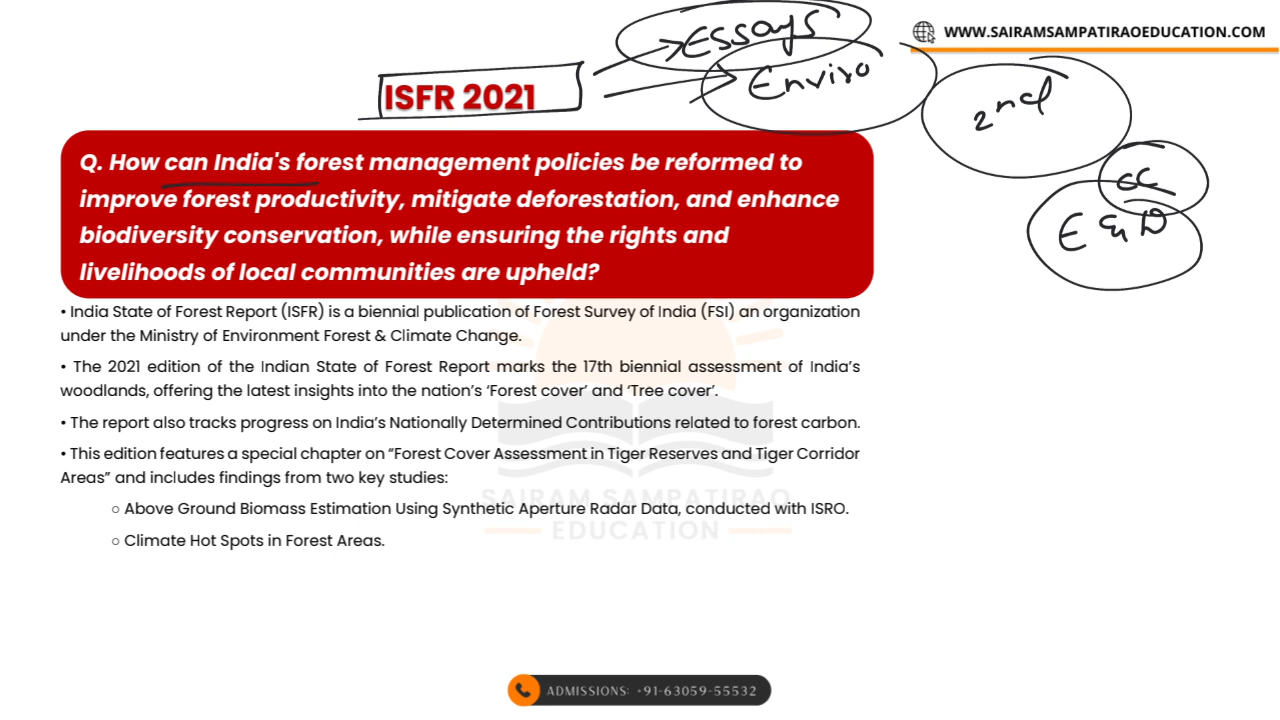 WWW.SAIRAMSAMPATIRAOEDUCATION.COM
Essays
Enviro
2nd
ISFR 2021
Q. How can India's forest management policies be reformed to
improve forest productivity, mitigate deforestation, and enhance
biodiversity conservation, while ensuring the rights and
livelihoods of local communities are upheld?
• India State of Forest Report (ISFR) is a biennial publication of Forest Survey of India (FSI) an organization
under the Ministry of Environment Forest & Climate Change.
• The 2021 edition of the Indian State of Forest Report marks the 17th biennial assessment of India's
woodlands, offering the latest insights into the nation's 'Forest cover' and 'Tree cover'.
• The report also tracks progress on India's Nationally Determined Contributions related to forest carbon.
• This edition features a special chapter on "Forest Cover Assessment in Tiger Reserves and Tiger Corridor
Areas" and includes findings from two key studies:
○ Above Ground Biomass Estimation Using Synthetic Aperture Radar Data, conducted with ISRO.
○ Climate Hot Spots in Forest Areas.
SAIRAM SAMPATIRAO
EDUCATION
ADMISSIONS: +91-63059-55532